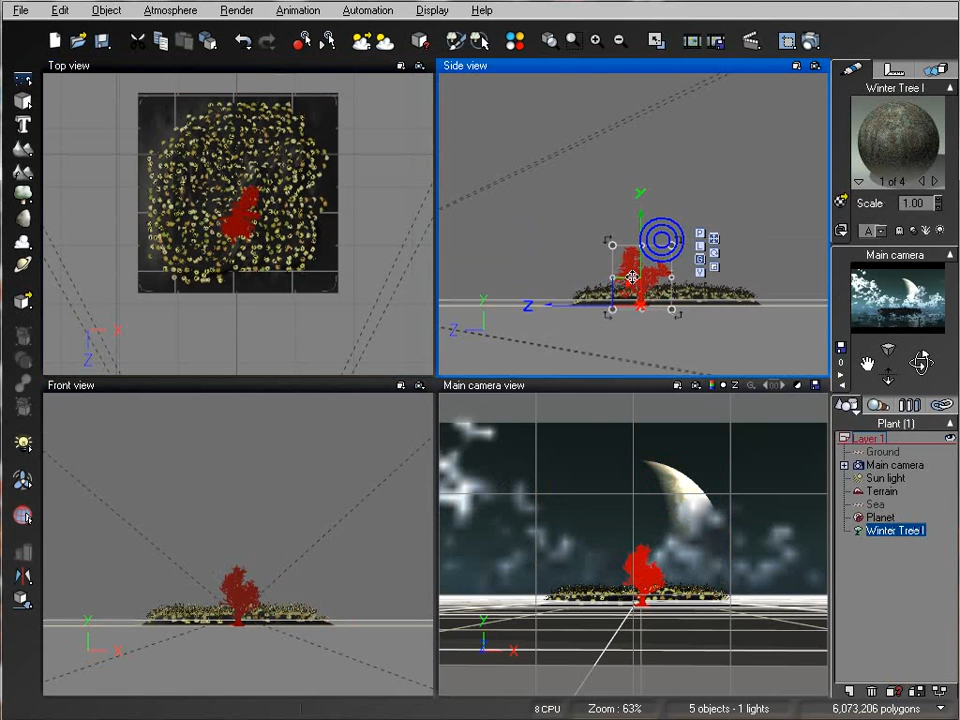 File Edit Object Atmosphere Render Animation Automation Display Help
Top view
Side view
Winter Tree I
1 of 4
Scale : 1.00
A
Main camera
Y
Z
P
L
G
V
Y
Z
X
Z
0
Front view
Main camera view
Z
Plant (1)
Layer 1
Ground
Main camera
Sun light
Terrain
Sea
Planet
Winter Tree I
Y
X
Y
X
8 CPU Zoom : 63% 5 objects - 1 lights 6,073,206 polygons